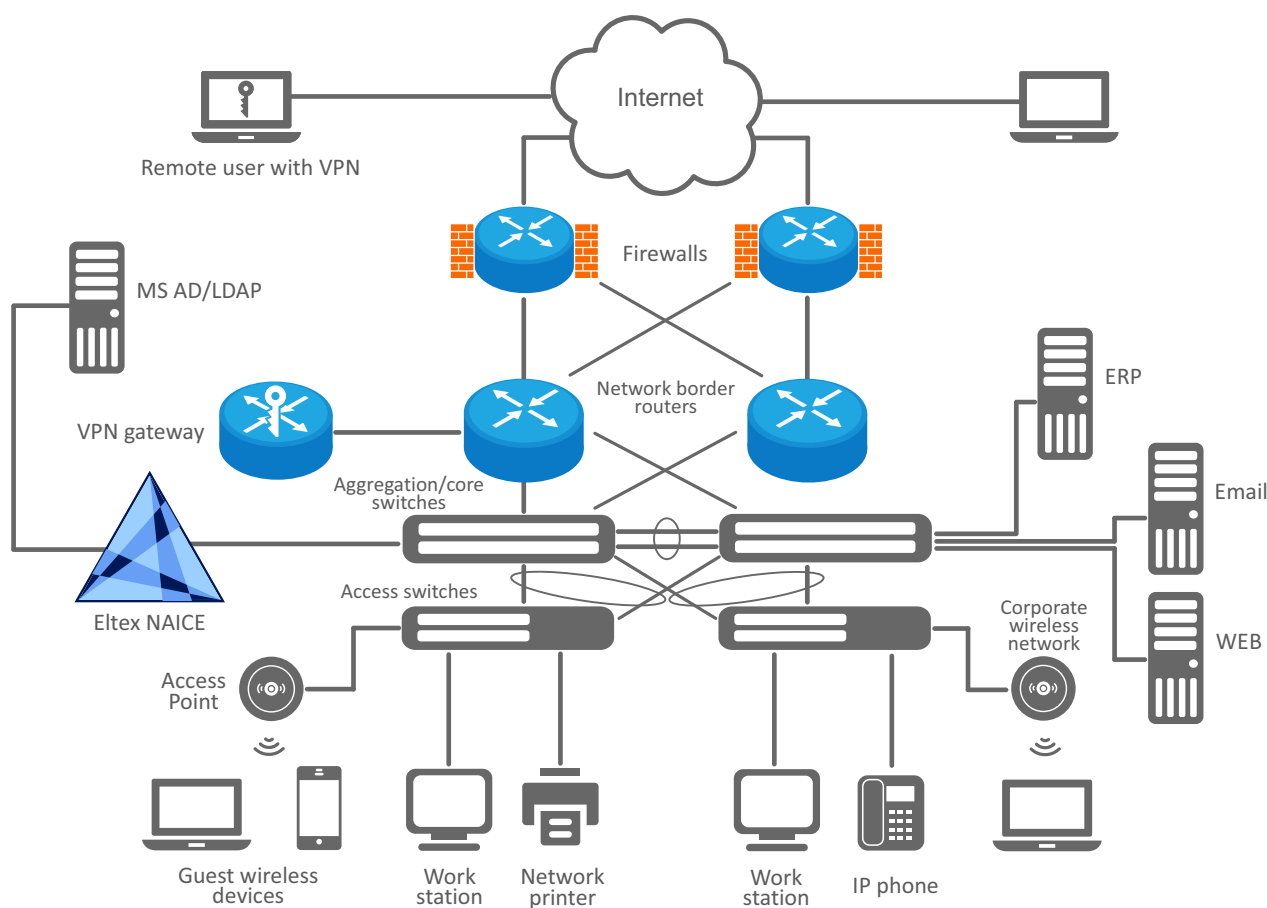 Internet
Remote user with VPN
Firewalls
MS AD/LDAP
Network border
routers
ERP
VPN gateway
Aggregation/core
switches
Email
Access switches
Eltex NAICE
Corporate
wireless
network
WEB
Access
Point
Guest wireless
devices
Work
station
Network
printer
Work
station
IP phone